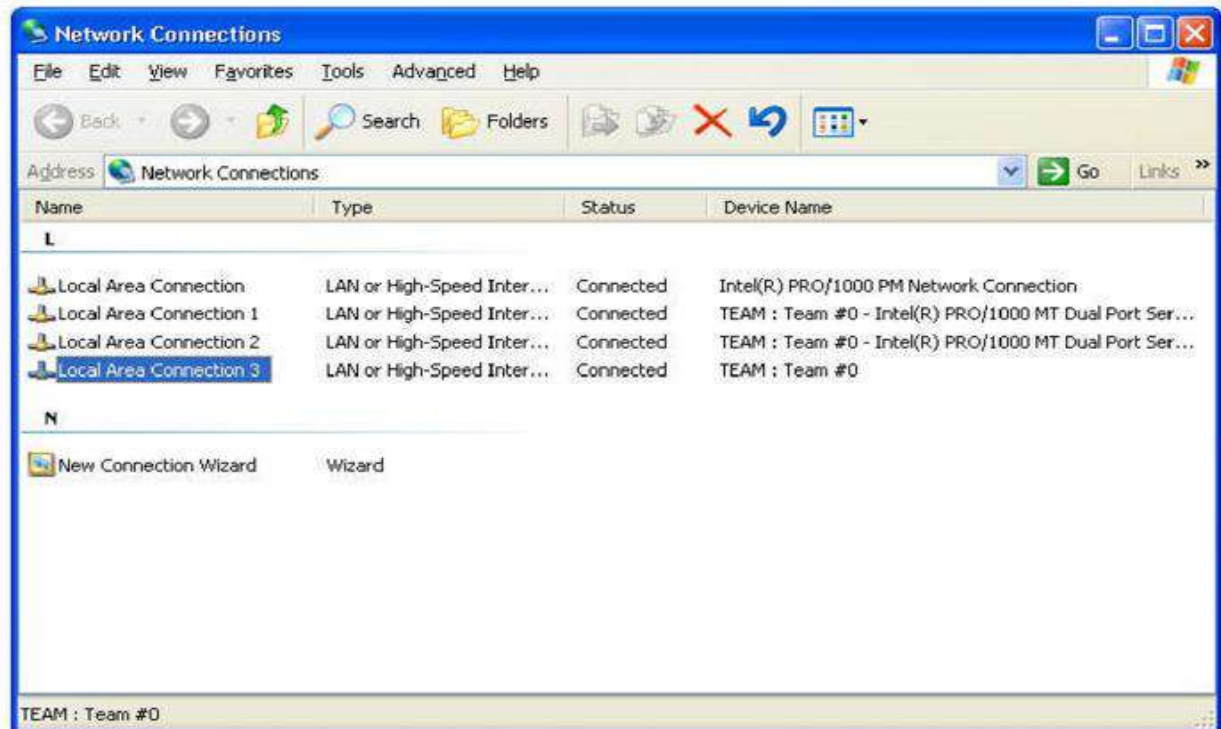 Network Connections
File Edit View Favorites Tools Advanced Help
Back Search Folders
Address Network Connections Go Links »
Name Type Status Device Name
L
Local Area Connection LAN or High-Speed Inter... Connected Intel(R) PRO/1000 PM Network Connection
Local Area Connection 1 LAN or High-Speed Inter... Connected TEAM : Team #0 - Intel(R) PRO/1000 MT Dual Port Ser...
Local Area Connection 2 LAN or High-Speed Inter... Connected TEAM : Team #0 - Intel(R) PRO/1000 MT Dual Port Ser...
Local Area Connection 3 LAN or High-Speed Inter... Connected TEAM : Team #0
N
New Connection Wizard Wizard
TEAM : Team #0